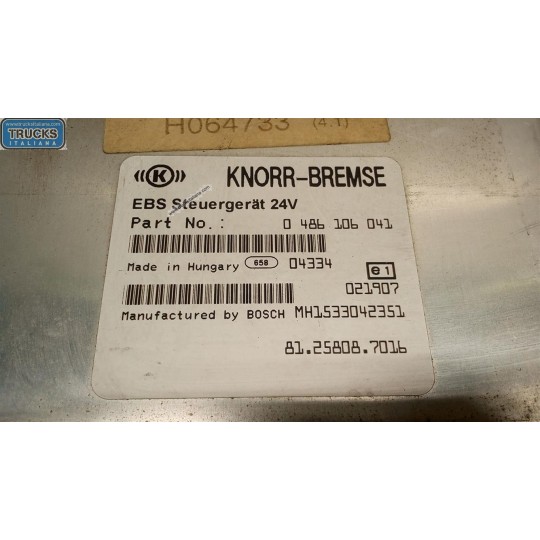 TRUCKS
ITALIANA
H064733 (4.1)
K KNORR-BREMSE
EBS Steuergerät 24V
Part No.: 0 486 106 041
Made in Hungary 658 04334 e1
021907
Manufactured by BOSCH MH1533042351
81.25808.7016